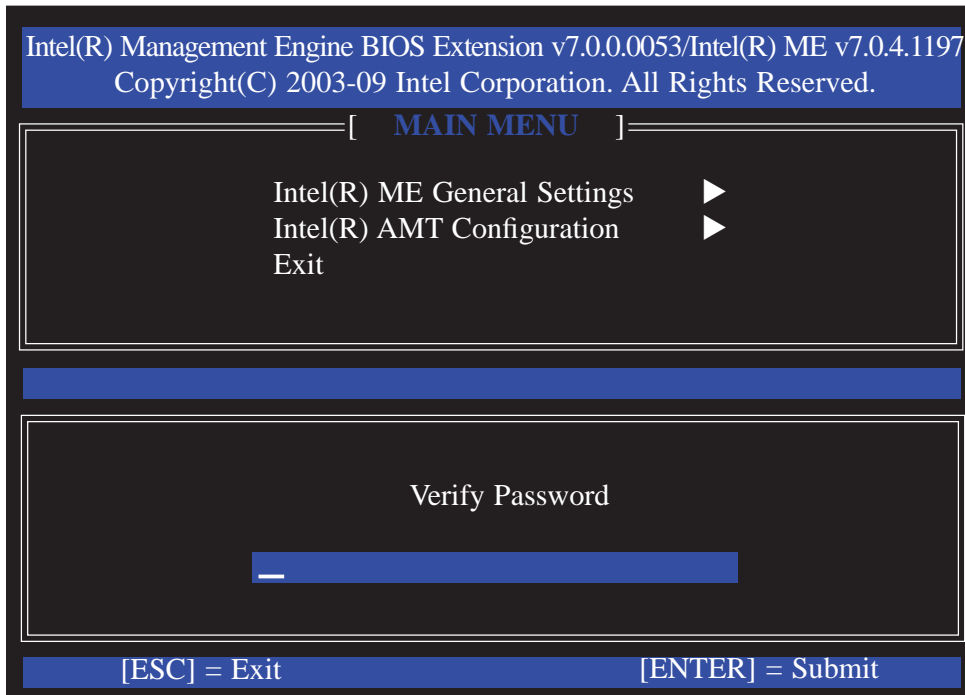 Intel(R) Management Engine BIOS Extension v7.0.0.0053/Intel(R) ME v7.0.4.1197
Copyright(C) 2003-09 Intel Corporation. All Rights Reserved.
[ MAIN MENU ]
Intel(R) ME General Settings ▶
Intel(R) AMT Configuration ▶
Exit
Verify Password
[ESC] = Exit [ENTER] = Submit